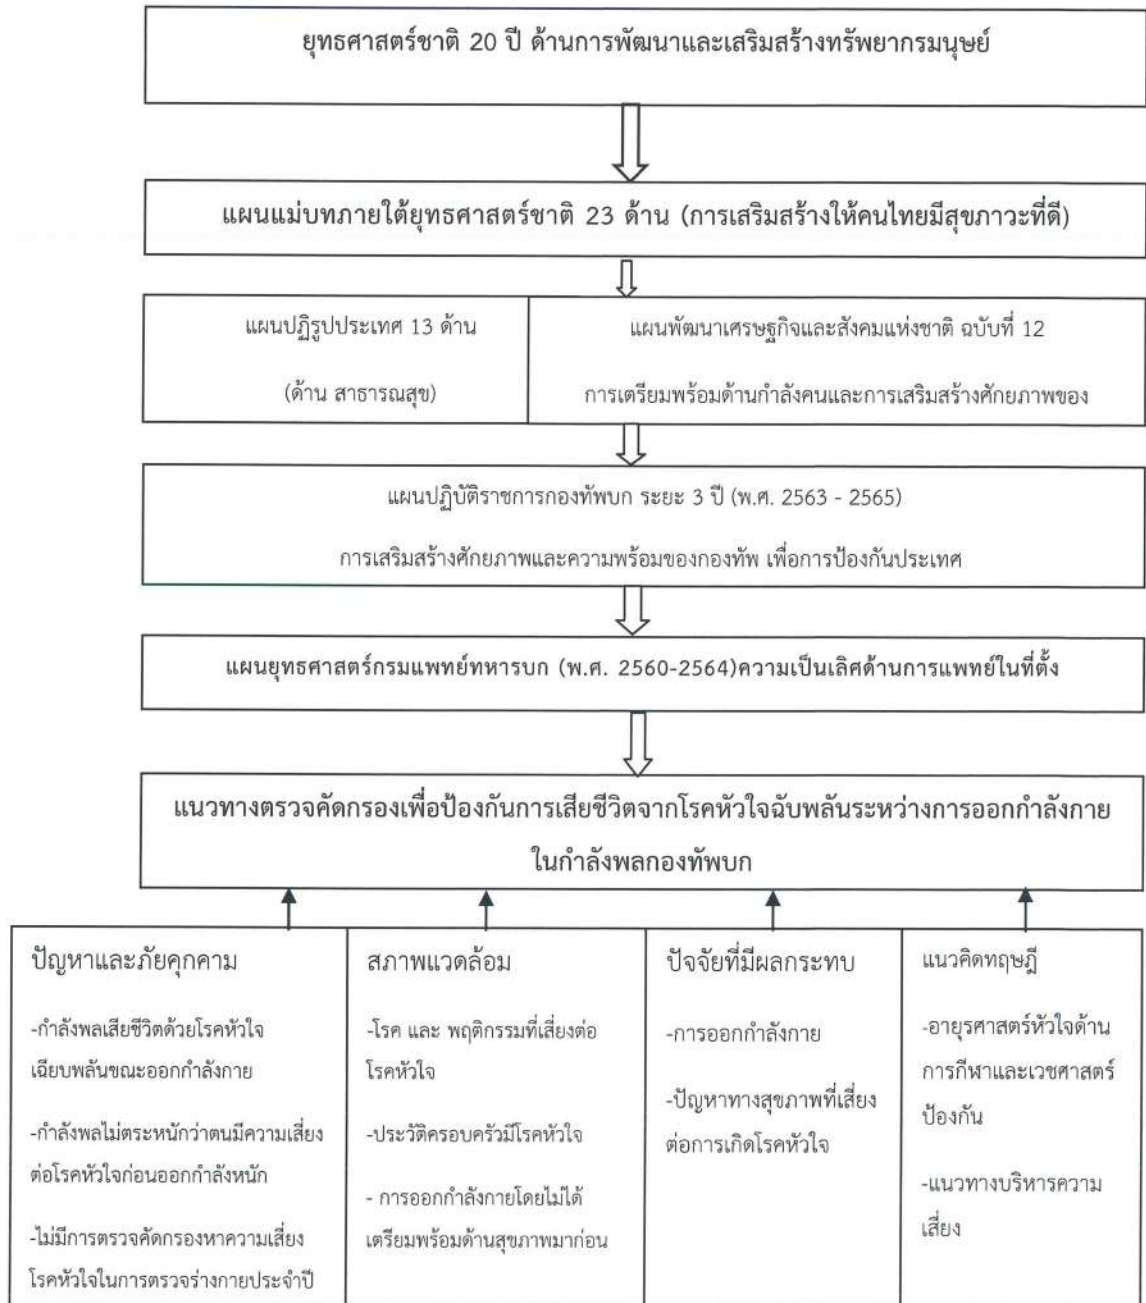 ยุทธศาสตร์ชาติ 20 ปี ด้านการพัฒนาและเสริมสร้างทรัพยากรมนุษย์
แผนแม่บทภายใต้ยุทธศาสตร์ชาติ 23 ด้าน (การเสริมสร้างให้คนไทยมีสุขภาวะที่ดี)
แผนปฏิรูปประเทศ 13 ด้าน
(ด้าน สาธารณสุข)
แผนพัฒนาเศรษฐกิจและสังคมแห่งชาติ ฉบับที่ 12
การเตรียมพร้อมด้านกำลังคนและการเสริมสร้างศักยภาพของ
แผนปฏิบัติราชการกองทัพบก ระยะ 3 ปี (พ.ศ. 2563 - 2565)
การเสริมสร้างศักยภาพและความพร้อมของกองทัพ เพื่อการป้องกันประเทศ
แผนยุทธศาสตร์กรมแพทย์ทหารบก (พ.ศ. 2560-2564)ความเป็นเลิศด้านการแพทย์ในที่ตั้ง
แนวทางตรวจคัดกรองเพื่อป้องกันการเสียชีวิตจากโรคหัวใจฉับพลันระหว่างการออกกำลังกาย
ในกำลังพลกองทัพบก
ปัญหาและภัยคุกคาม
-กำลังพลเสียชีวิตด้วยโรคหัวใจ
เฉียบพลันขณะออกกำลังกาย
-กำลังพลไม่ตระหนักว่าตนมีความเสี่ยง
ต่อโรคหัวใจก่อนออกกำลังหนัก
-ไม่มีการตรวจคัดกรองหาความเสี่ยง
โรคหัวใจในการตรวจร่างกายประจำปี
สภาพแวดล้อม
-โรค และ พฤติกรรมที่เสี่ยงต่อ
โรคหัวใจ
-ประวัติครอบครัวมีโรคหัวใจ
- การออกกำลังกายโดยไม่ได้
เตรียมพร้อมด้านสุขภาพมาก่อน
ปัจจัยที่มีผลกระทบ
-การออกกำลังกาย
-ปัญหาทางสุขภาพที่เสี่ยง
ต่อการเกิดโรคหัวใจ
แนวคิดทฤษฎี
-อายุรศาสตร์หัวใจด้าน
การกีฬาและเวชศาสตร์
ป้องกัน
-แนวทางบริหารความ
เสี่ยง